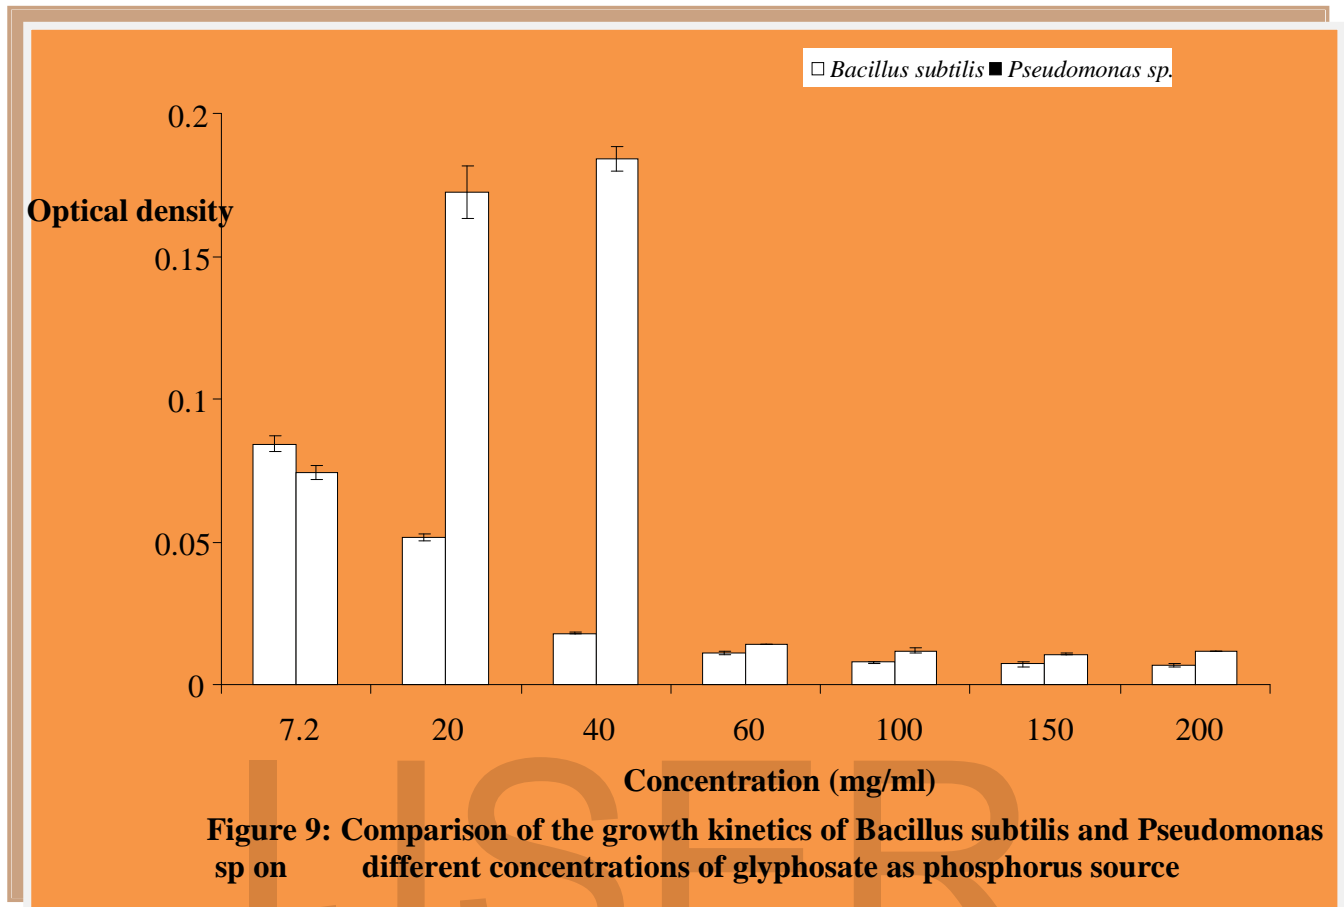 Bacillus subtilis Pseudomonas sp.
0.2
Optical density
0.15
0.1
0.05
0
7.2 20 40 60 100 150 200
Concentration (mg/ml)
Figure 9: Comparison of the growth kinetics of Bacillus subtilis and Pseudomonas
sp on different concentrations of glyphosate as phosphorus source
IJSER